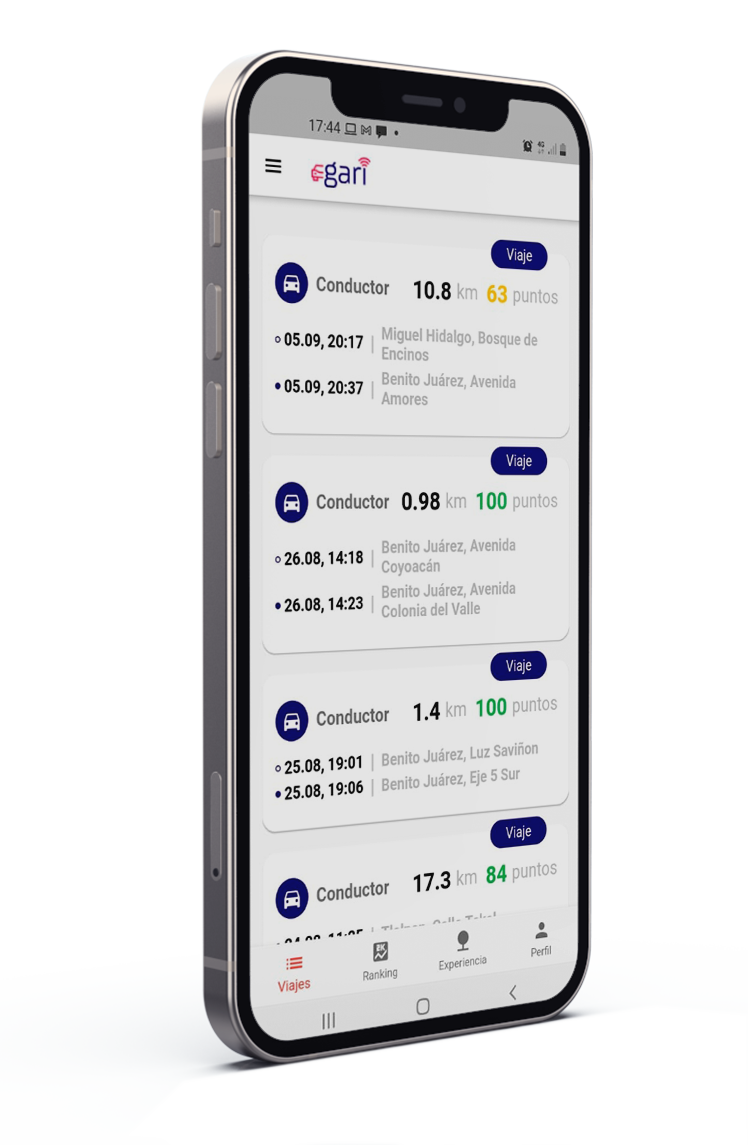 17:44
4G
egari
Viaje
Conductor 10.8 km 63 puntos
05.09, 20:17 | Miguel Hidalgo, Bosque de
Encinos
05.09, 20:37 | Benito Juárez, Avenida
Amores
Viaje
Conductor 0.98 km 100 puntos
26.08, 14:18 | Benito Juárez, Avenida
Coyoacán
26.08, 14:23 | Benito Juárez, Avenida
Colonia del Valle
Viaje
Conductor 1.4 km 100 puntos
25.08, 19:01 | Benito Juárez, Luz Saviñon
25.08, 19:06 | Benito Juárez, Eje 5 Sur
Viaje
Conductor 17.3 km 84 puntos
Viajes
Ranking
Experiencia
Perfil